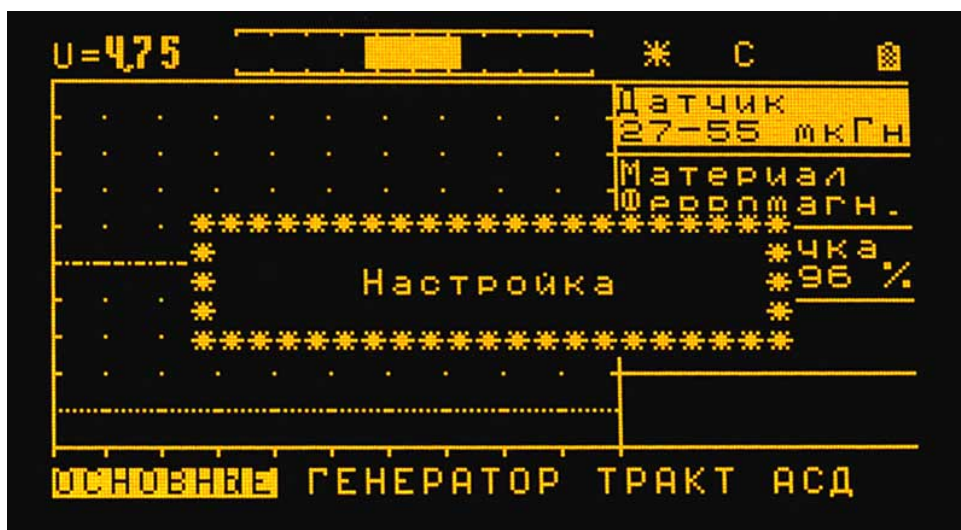 U=4,75
* С
Датчик
27-55 мкГн
Материал
Ферромагн.
чка
96 %
Настройка
ОСНОВНЫЕ ГЕНЕРАТОР ТРАКТ АСД